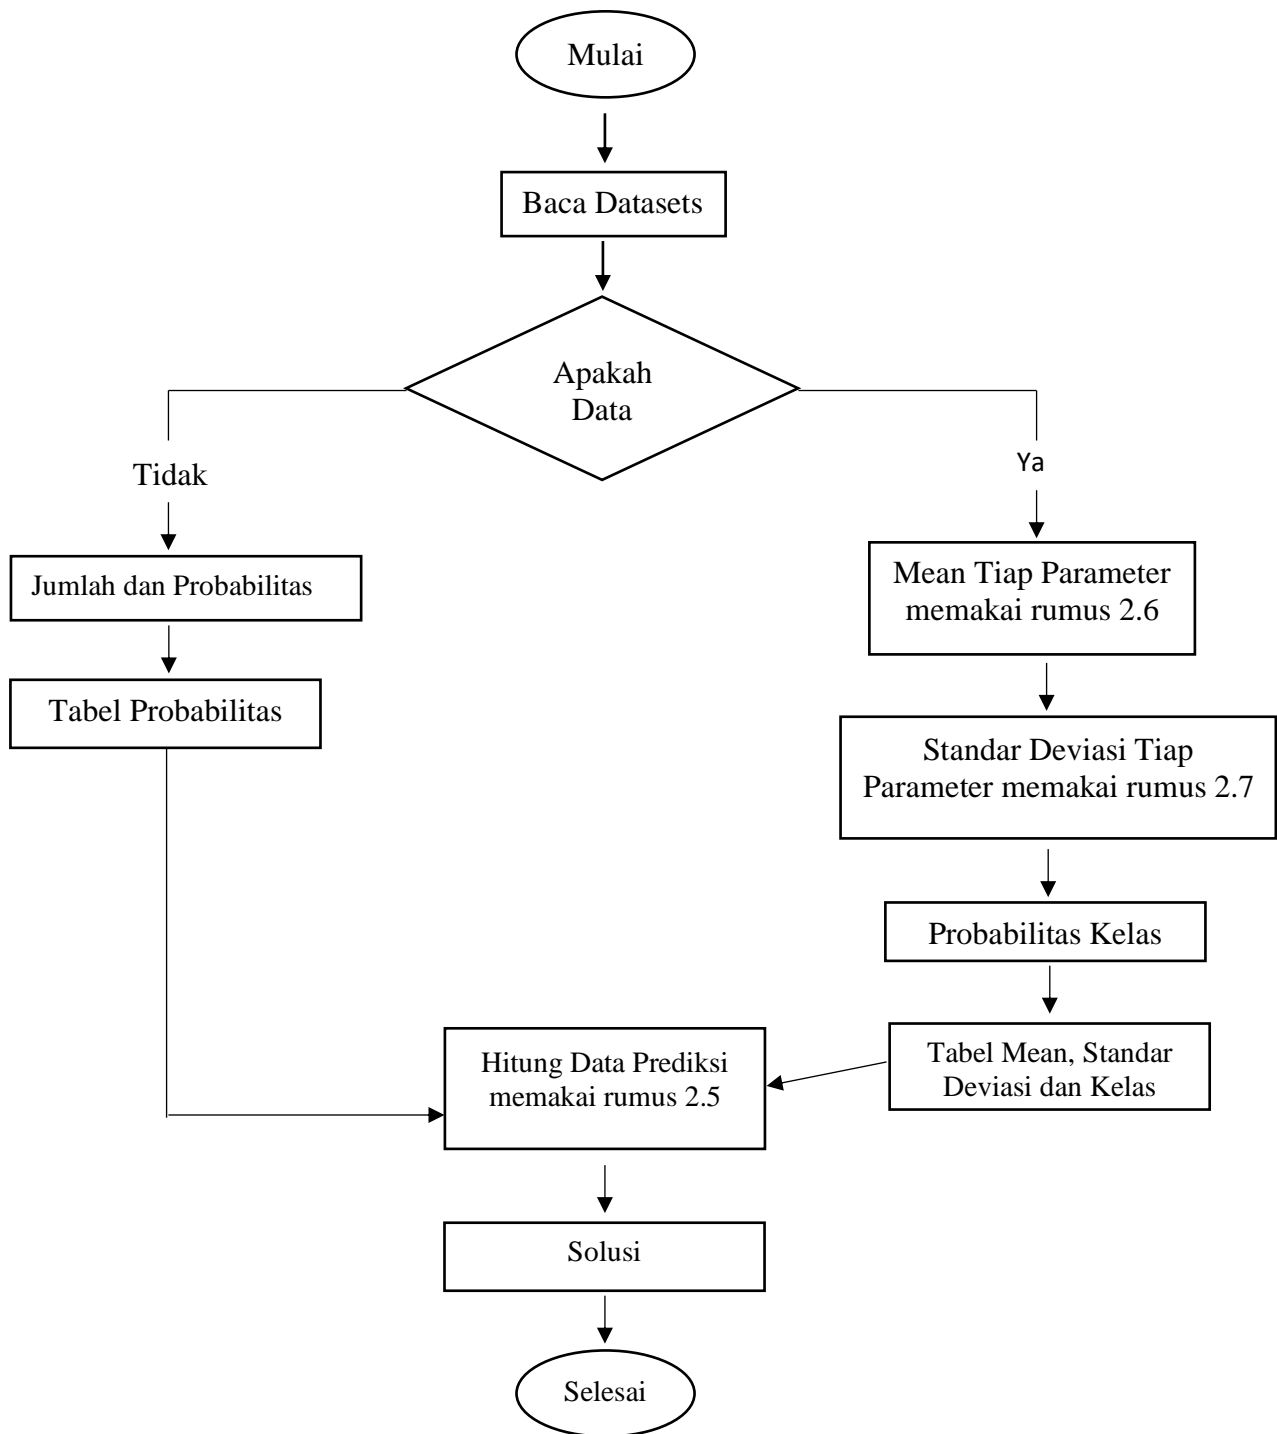 Mulai
Baca Datasets
Apakah
Data
Tidak
Ya
Jumlah dan Probabilitas
Mean Tiap Parameter
memakai rumus 2.6
Tabel Probabilitas
Standar Deviasi Tiap
Parameter memakai rumus 2.7
Probabilitas Kelas
Hitung Data Prediksi
memakai rumus 2.5
Tabel Mean, Standar
Deviasi dan Kelas
Solusi
Selesai